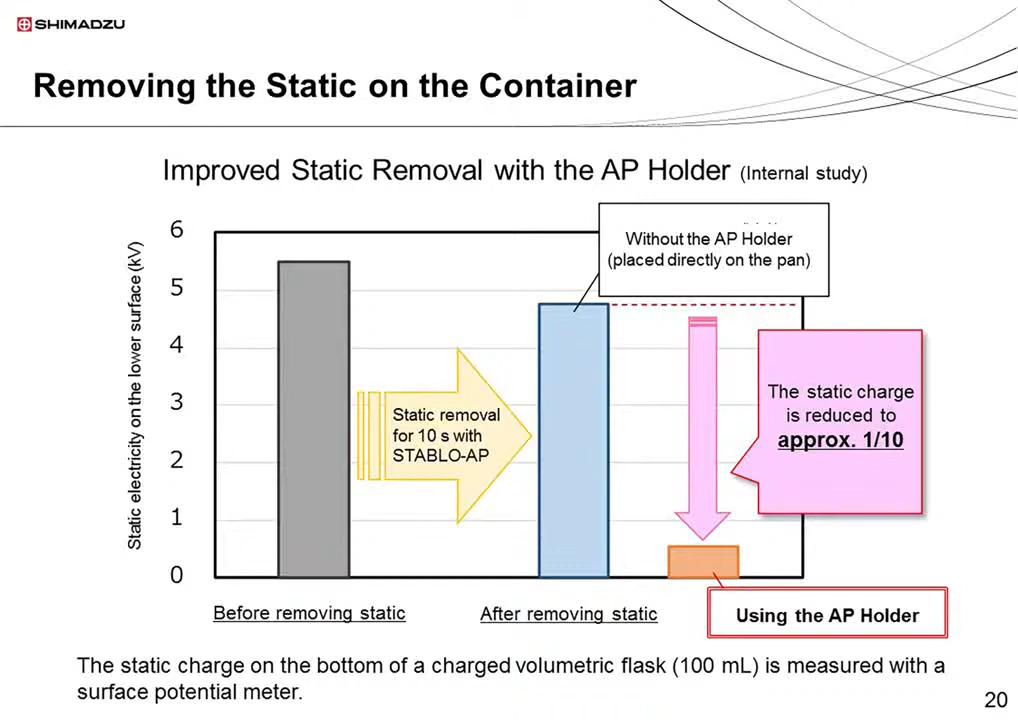 SHIMADZU
Removing the Static on the Container
Improved Static Removal with the AP Holder (Internal study)
Static electricity on the lower surface (kV)
6
5
4
3
2
1
0
Without the AP Holder
(placed directly on the pan)
Static removal
for 10 s with
STABLO-AP
The static charge
is reduced to
approx. 1/10
Before removing static
After removing static
Using the AP Holder
The static charge on the bottom of a charged volumetric flask (100 mL) is measured with a
surface potential meter.
20